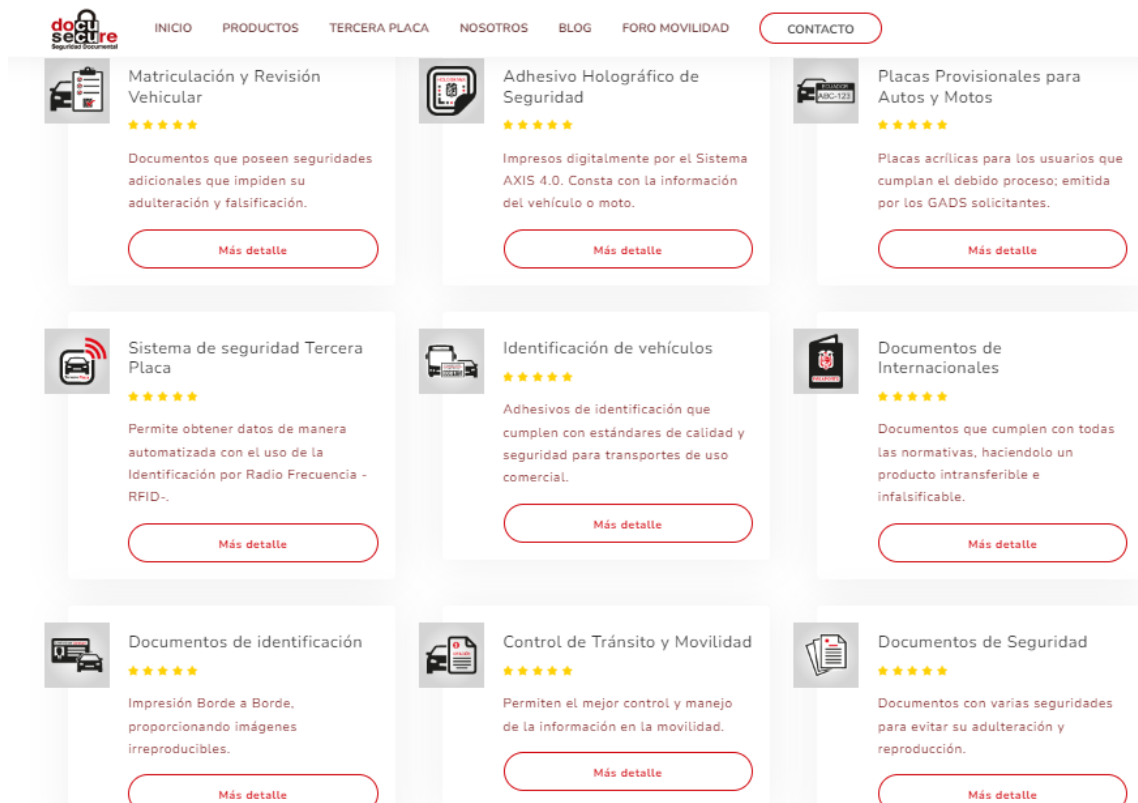 docu
secure
Seguridad Documental
INICIO
PRODUCTOS
TERCERA PLACA
NOSOTROS
BLOG
FORO MOVILIDAD
CONTACTO
Matriculación y Revisión
Vehicular
Documentos que poseen seguridades
adicionales que impiden su
adulteración y falsificación.
Más detalle
Adhesivo Holográfico de
Seguridad
Impresos digitalmente por el Sistema
AXIS 4.0. Consta con la información
del vehículo o moto.
Más detalle
ECUADOR
ABC-123
Placas Provisionales para
Autos y Motos
Placas acrílicas para los usuarios que
cumplan el debido proceso; emitida
por los GADS solicitantes.
Más detalle
Sistema de seguridad Tercera
Placa
Permite obtener datos de manera
automatizada con el uso de la
Identificación por Radio Frecuencia -
RFID-.
Más detalle
Identificación de vehículos
Adhesivos de identificación que
cumplen con estándares de calidad y
seguridad para transportes de uso
comercial.
Más detalle
Documentos de
Internacionales
Documentos que cumplen con todas
las normativas, haciendolo un
producto intransferible e
infalsificable.
Más detalle
Documentos de identificación
Impresión Borde a Borde,
proporcionando imágenes
irreproducibles.
Más detalle
Control de Tránsito y Movilidad
Permiten el mejor control y manejo
de la información en la movilidad.
Más detalle
Documentos de Seguridad
Documentos con varias seguridades
para evitar su adulteración y
reproducción.
Más detalle